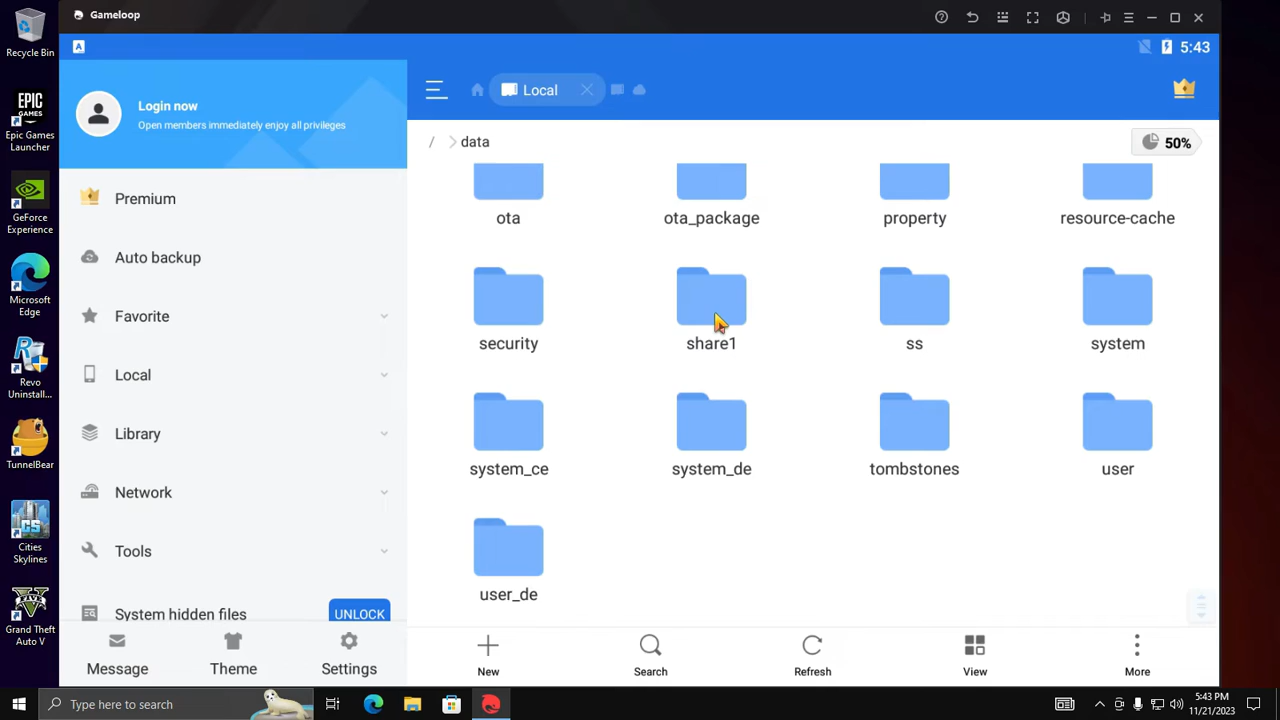 Gameloop
Recycle Bin
EPIC
GAMES
Epic Games
Launcher
GeForce
Experience
Microsoft
Edge
Revo
Uninstall...
TunnelBear
Cities
Skylines
Grand Theft
Auto V
A
5:43
Login now
Open members immediately enjoy all privileges
Premium
Auto backup
Favorite
Local
Library
Network
Tools
System hidden files
UNLOCK
Message
Theme
Settings
Local
/
data
50%
ota
ota_package
property
resource-cache
security
share1
ss
system
system_ce
system_de
tombstones
user
user_de
New
Search
Refresh
View
More
Type here to search
5:43 PM
11/21/2023